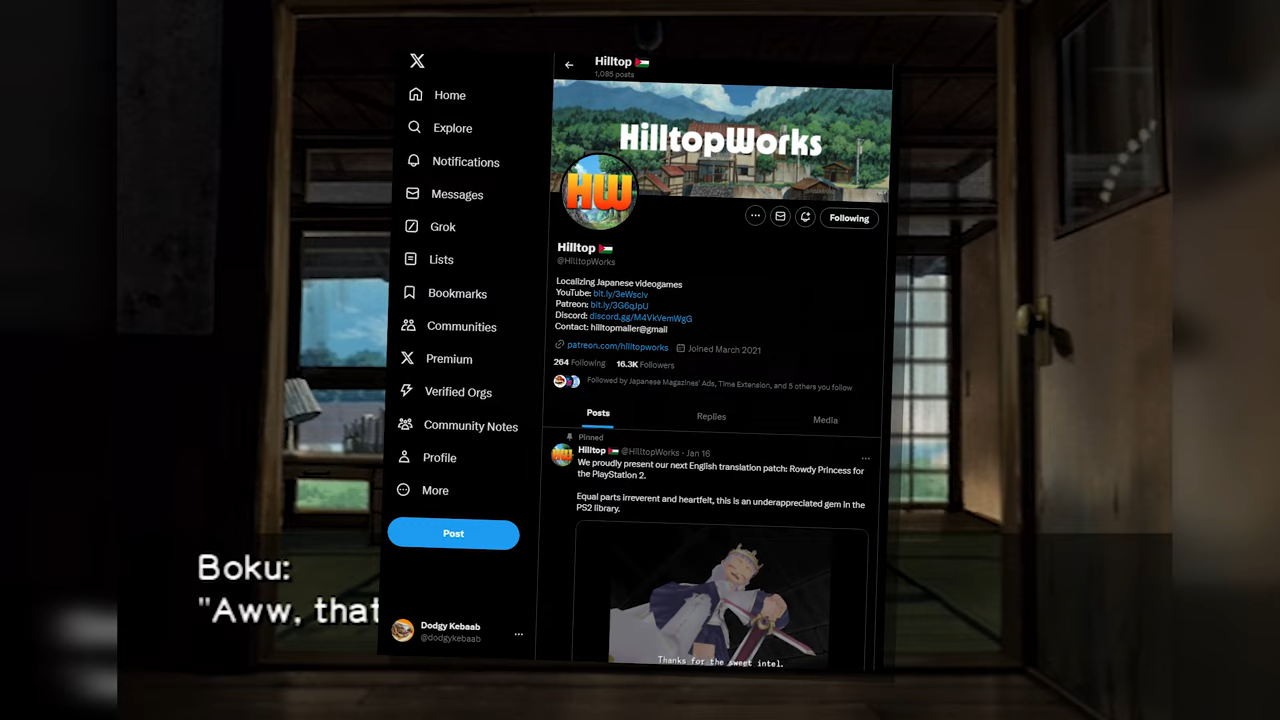 Home
Explore
Notifications
Messages
Grok
Lists
Bookmarks
Communities
Premium
Verified Orgs
Community Notes
Profile
More
Post
Dodgy Kebaab
@dodgykebaab
Hilltop
1,085 posts
HilltopWorks
HW
Following
Hilltop
@HilltopWorks
Localizing Japanese videogames
YouTube: bit.ly/3eWsciv
Patreon: bit.ly/3G6qJpU
Discord: discord.gg/M4VkVemWgG
Contact: hilltopmailer@gmail
patreon.com/hilltopworks Joined March 2021
264 Following 16.3K Followers
Followed by Japanese Magazines' Ads, Time Extension, and 5 others you follow
Posts Replies Media
Pinned
Hilltop @HilltopWorks · Jan 16
We proudly present our next English translation patch: Rowdy Princess for
the PlayStation 2.
Equal parts irreverent and heartfelt, this is an underappreciated gem in the
PS2 library.
Thanks for the sweet intel.
Boku:
"Aww, that